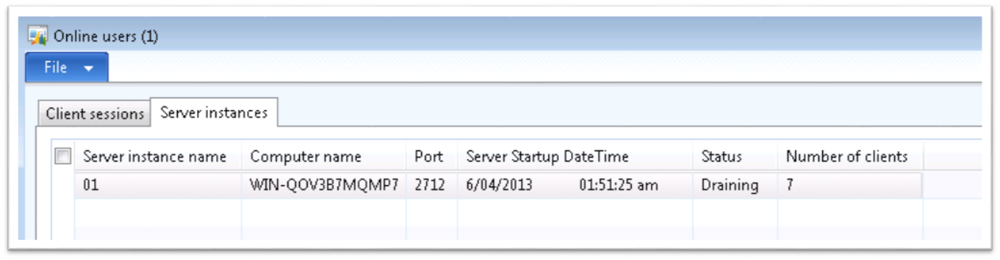 Online users (1)
File
Client sessions Server instances
Server instance name Computer name Port Server Startup DateTime Status Number of clients
01 WIN-QOV3B7MQMP7 2712 6/04/2013 01:51:25 am Draining 7